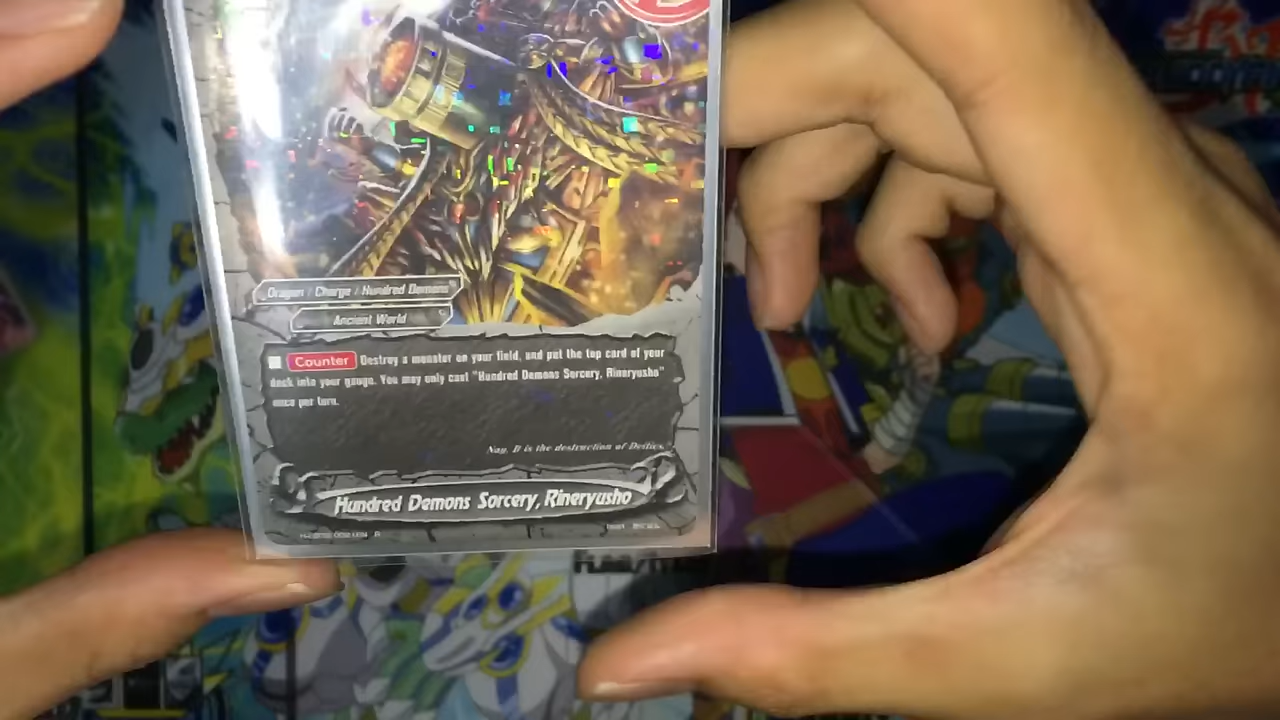 Dragon / Charge / Hundred Demons
Ancient World
Counter Destroy a monster on your field, and put the top card of your
deck into your gauge. You may only cast "Hundred Demons Sorcery, Rineryusho"
once per turn.
Nay. It is the destruction of Deities.
Hundred Demons Sorcery, Rineryusho